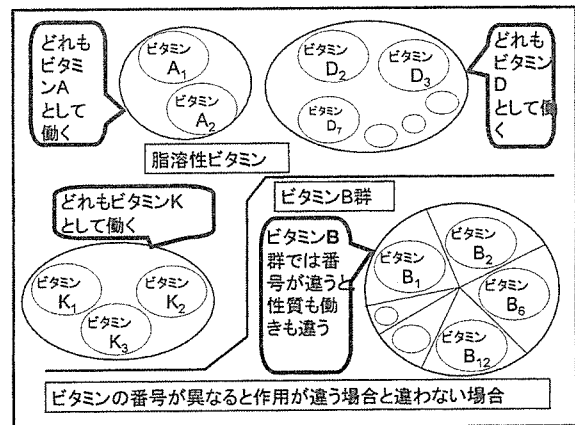 どれも
ビタミ
ンA
として
働く
ビタミン
A1
ビタミン
A2
ビタミン
D2
ビタミン
D3
ビタミン
D7
どれも
ビタミン
D
として働
く
脂溶性ビタミン
どれもビタミンK
として働く
ビタミン
K1
ビタミン
K2
ビタミン
K3
ビタミンB群
ビタミンB
群では番
号が違うと
性質も働
きも違う
ビタミン
B1
ビタミン
B2
ビタミン
B6
ビタミン
B12
ビタミンの番号が異なると作用が違う場合と違わない場合